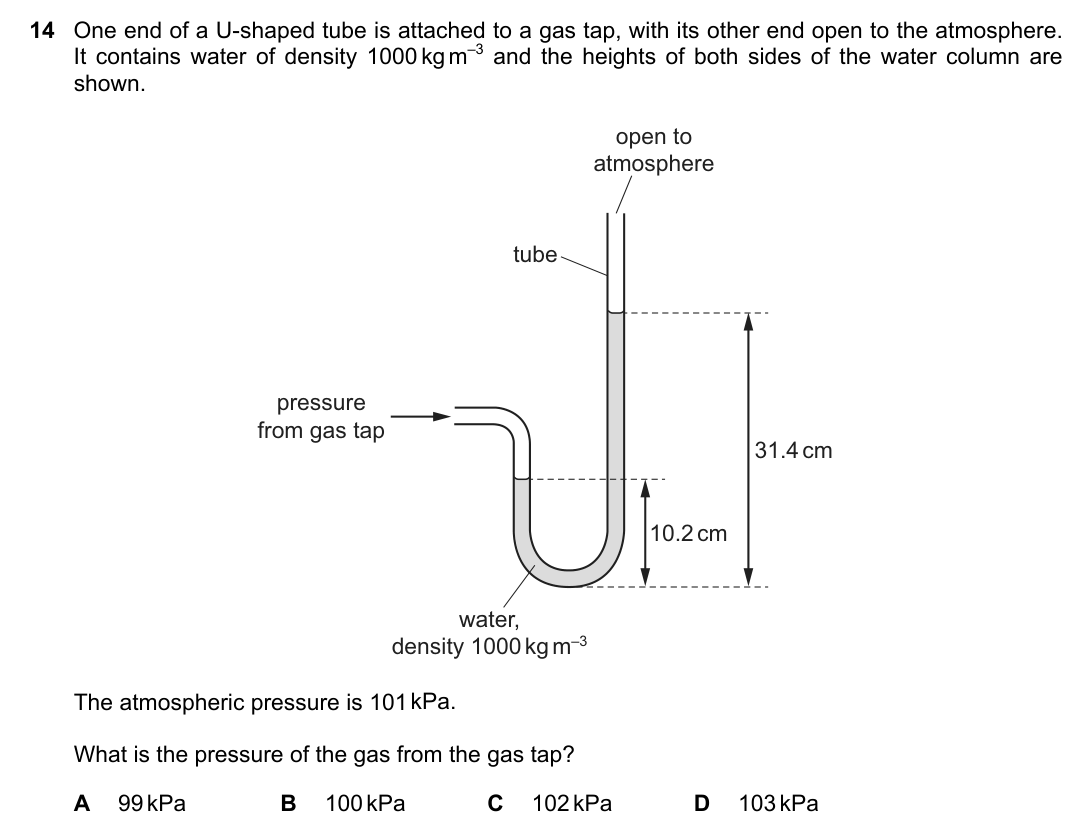 14 One end of a U-shaped tube is attached to a gas tap, with its other end open to the atmosphere.
It contains water of density 1000 kg m⁻³ and the heights of both sides of the water column are
shown.
open to
atmosphere
tube
pressure
from gas tap
31.4 cm
10.2 cm
water,
density 1000 kg m⁻³
The atmospheric pressure is 101 kPa.
What is the pressure of the gas from the gas tap?
A 99 kPa B 100 kPa C 102 kPa D 103 kPa